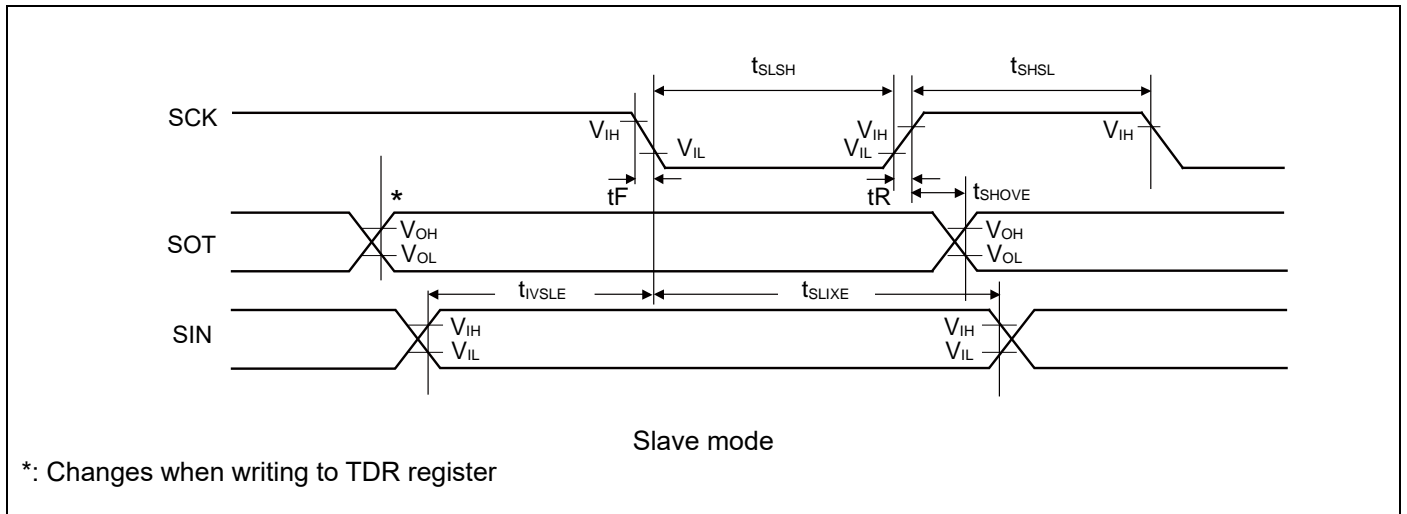 tSLSH tSHSL
SCK
VIH VIL VIL VIH VIH
tF tR tSHOVE
*
SOT
VOH VOH
VOL VOL
tIVSLE tSLIXE
SIN
VIH VIH
VIL VIL
Slave mode
*: Changes when writing to TDR register